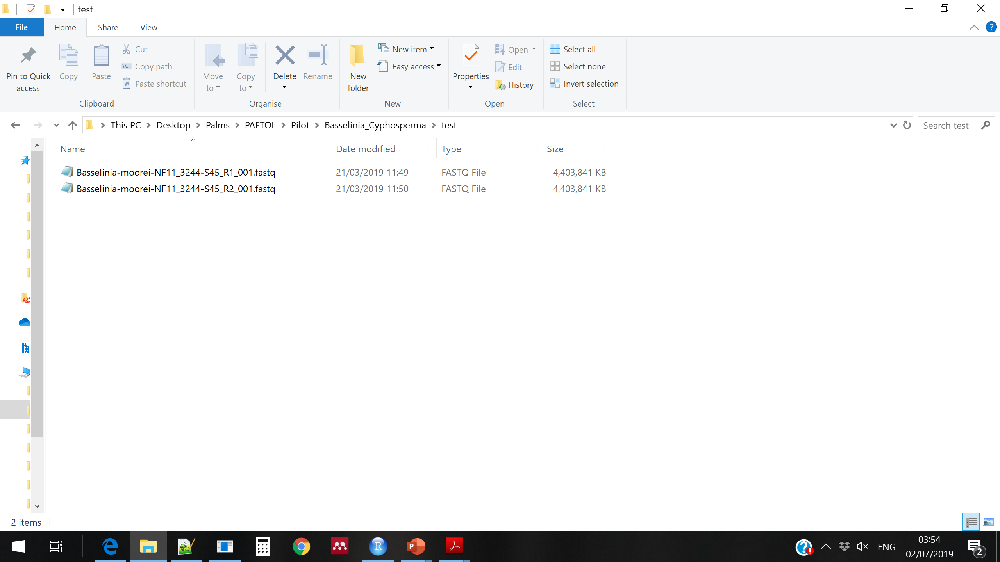 test
File
Home
Share
View
Pin to Quick access
Copy
Paste
Cut
Copy path
Paste shortcut
Clipboard
Move to
Copy to
Delete
Rename
Organise
New folder
New item
Easy access
New
Properties
Open
Edit
History
Open
Select all
Select none
Invert selection
Select
This PC
Desktop
Palms
PAFTOL
Pilot
Basselinia_Cyphosperma
test
Search test
Name
Date modified
Type
Size
Basselinia-moorei-NF11_3244-S45_R1_001.fastq 21/03/2019 11:49 FASTQ File 4,403,841 KB
Basselinia-moorei-NF11_3244-S45_R2_001.fastq 21/03/2019 11:50 FASTQ File 4,403,841 KB
2 items
ENG
03:54
02/07/2019
2